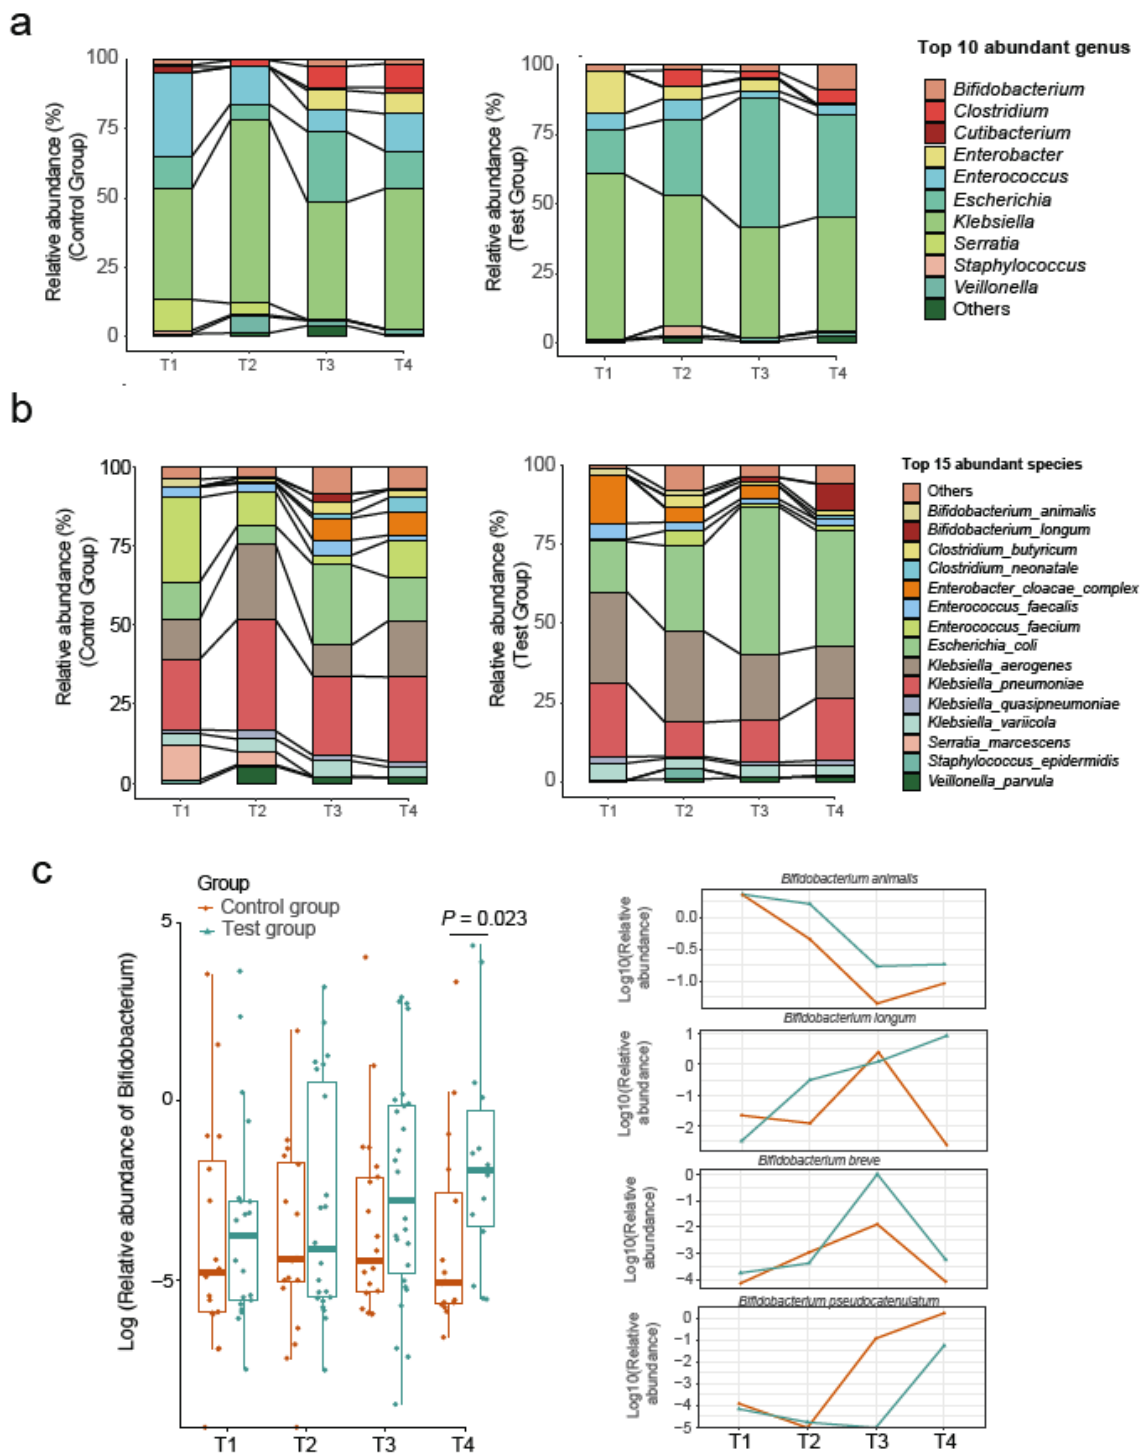 a
Relative abundance (%)
(Control Group)
100
75
50
25
0
T1
T2
T3
T4
Relative abundance (%)
(Test Group)
100
75
50
25
0
T1
T2
T3
T4
Top 10 abundant genus
Bifidobacterium
Clostridium
Cutibacterium
Enterobacter
Enterococcus
Escherichia
Klebsiella
Serratia
Staphylococcus
Veillonella
Others
b
Relative abundance (%)
(Control Group)
100
75
50
25
0
T1
T2
T3
T4
Relative abundance (%)
(Test Group)
100
75
50
25
0
T1
T2
T3
T4
Top 15 abundant species
Others
Bifidobacterium_animalis
Bifidobacterium_longum
Clostridium_butyricum
Clostridium_neonatale
Enterobacter_cloacae_complex
Enterococcus_faecalis
Enterococcus_faecium
Escherichia_coli
Klebsiella_aerogenes
Klebsiella_pneumoniae
Klebsiella_quasipneumoniae
Klebsiella_variicola
Serratia_marcescens
Staphylococcus_epidermidis
Veillonella_parvula
c
Group
Control group
Test group
P = 0.023
Log (Relative abundance of Bifidobacterium)
5
0
−5
T1
T2
T3
T4
Bifidobacterium animalis
Log10(Relative
abundance)
0.0
−0.5
−1.0
Bifidobacterium longum
Log10(Relative
abundance)
1
0
−2
Bifidobacterium breve
Log10(Relative
abundance)
0
−1
−2
−3
−4
Bifidobacterium pseudocatenulatum
Log10(Relative
abundance)
0
−1
−2
−3
−4
−5
T1
T2
T3
T4